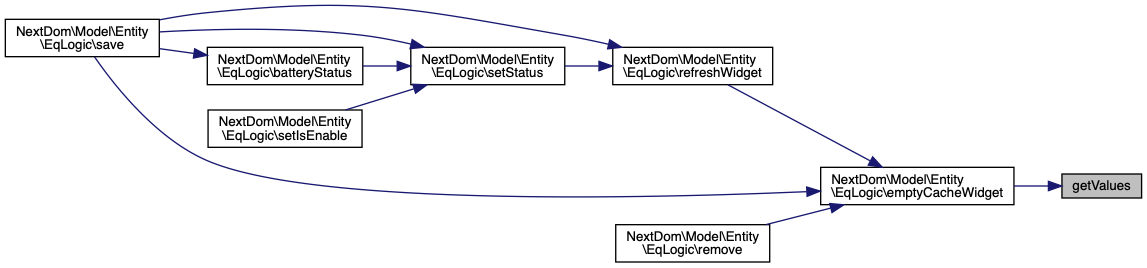 NextDom\Model\Entity
\EqLogic\save
NextDom\Model\Entity
\EqLogic\batteryStatus
NextDom\Model\Entity
\EqLogic\setStatus
NextDom\Model\Entity
\EqLogic\refreshWidget
NextDom\Model\Entity
\EqLogic\setIsEnable
NextDom\Model\Entity
\EqLogic\emptyCacheWidget
getValues
NextDom\Model\Entity
\EqLogic\remove